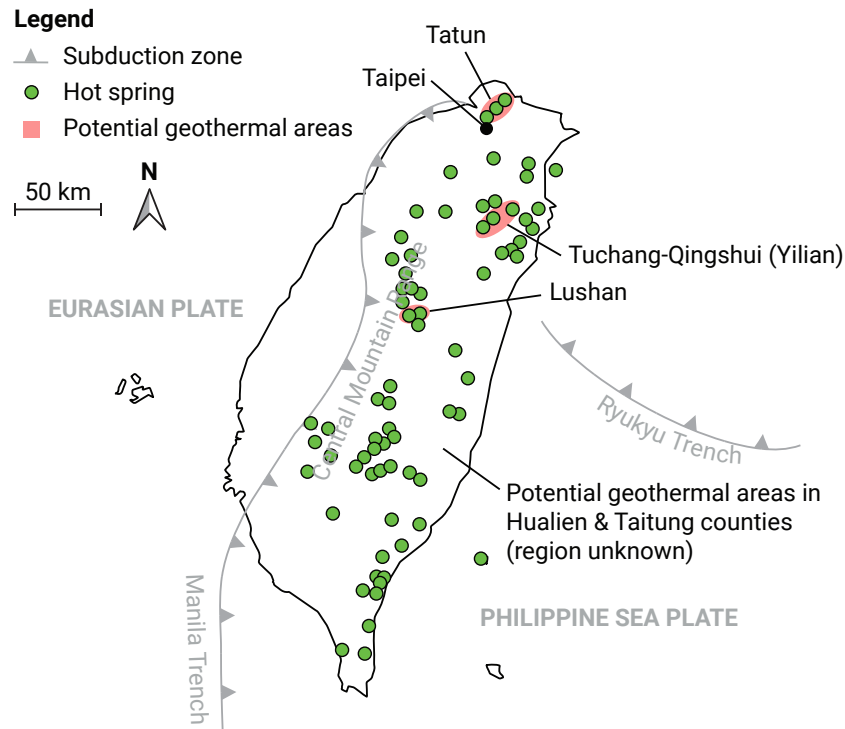 Legend
Subduction zone
Hot spring
Potential geothermal areas
50 km
N
Tatun
Taipei
Tuchang-Qingshui (Yilian)
Lushan
EURASIAN PLATE
Central Mountain Range
Ryukyu Trench
Potential geothermal areas in
Hualien & Taitung counties
(region unknown)
Manila Trench
PHILIPPINE SEA PLATE